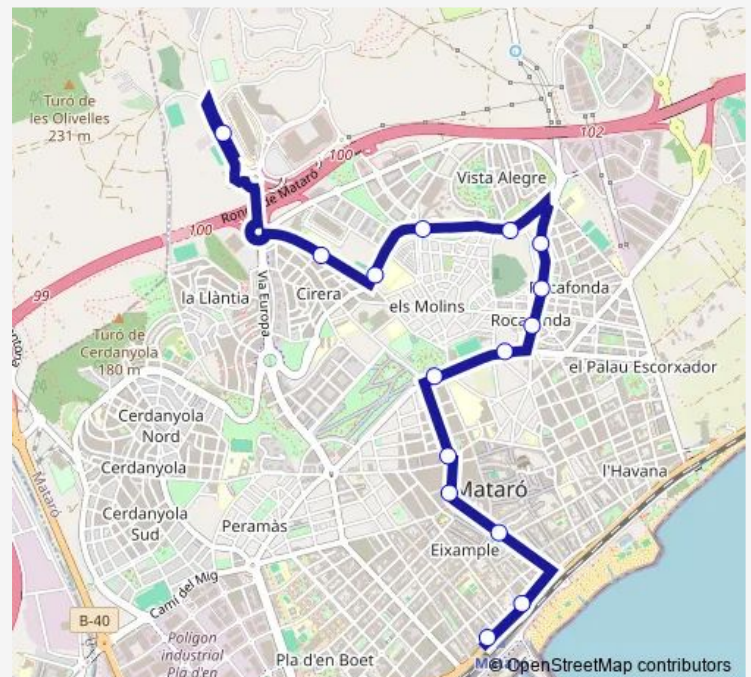 Turó de
les Olivelles
231 m
102
100
Vista Alegre
Ronda de Mataró
100
99
la Llàntia
Via Europa
Cirera
els Molins
Rocafonda
Turó de
Cerdanyola
180 m
el Palau Escorxador
Cerdanyola
Nord
Cerdanyola
Mataró
Mataró
l'Havana
Cerdanyola
Sud
Peramàs
Eixample
Camí del Mig
B-40
Polígon
industrial
Pla d'en
Pla d'en Boet
© OpenStreetMap contributors